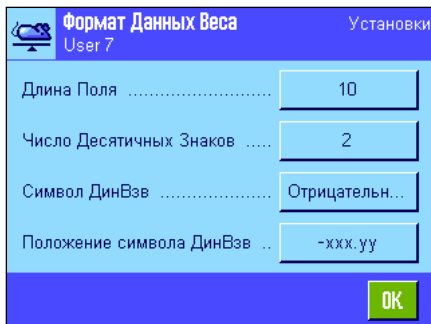 Формат Данных Веса Установки
User 7
Длина Поля .......................... 10
Число Десятичных Знаков ..... 2
Символ ДинВзв .................... Отрицательн...
Положение символа ДинВзв .. -xxx.yy
OK